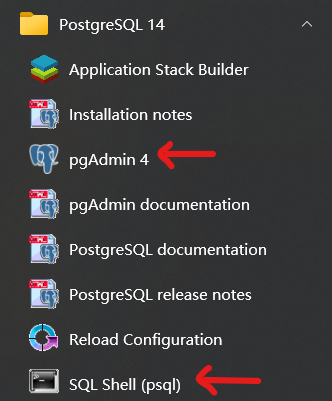 PostgreSQL 14
Application Stack Builder
Installation notes
pgAdmin 4
pgAdmin documentation
PostgreSQL documentation
PostgreSQL release notes
Reload Configuration
SQL Shell (psql)